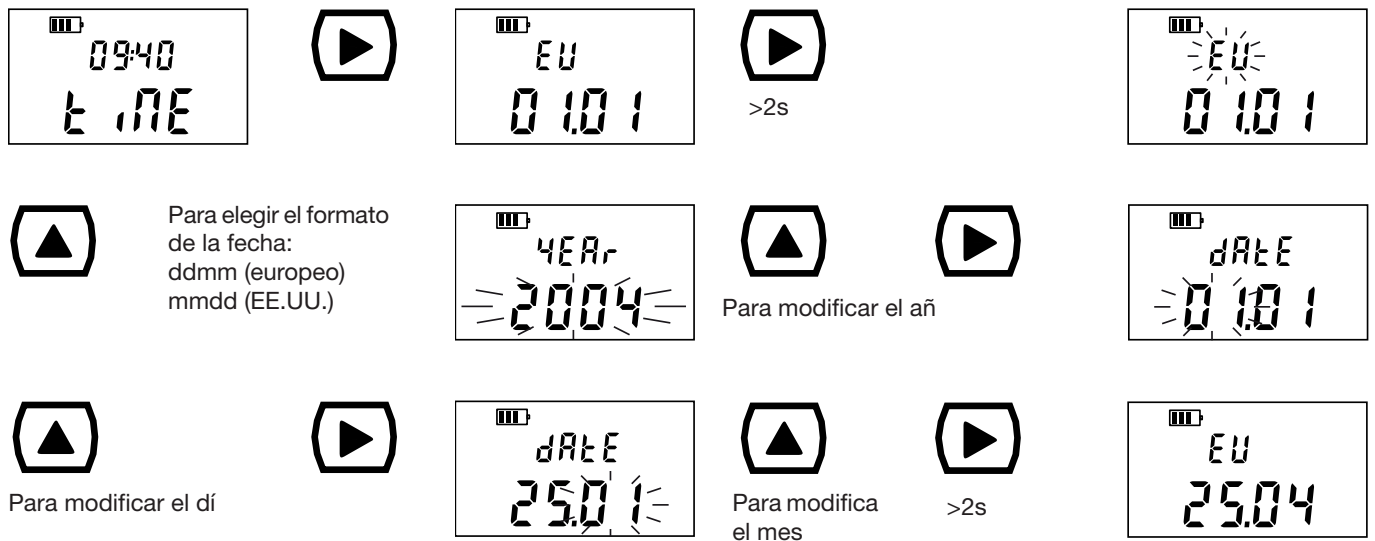 09:40
tiME
EU
01.01
>2s
EU
01.01
Para elegir el formato
de la fecha:
ddmm (europeo)
mmdd (EE.UU.)
YEAr
2004
Para modificar el añ
dAtE
01.01
Para modificar el dí
dAtE
25.01
Para modifica
el mes
>2s
EU
25.04